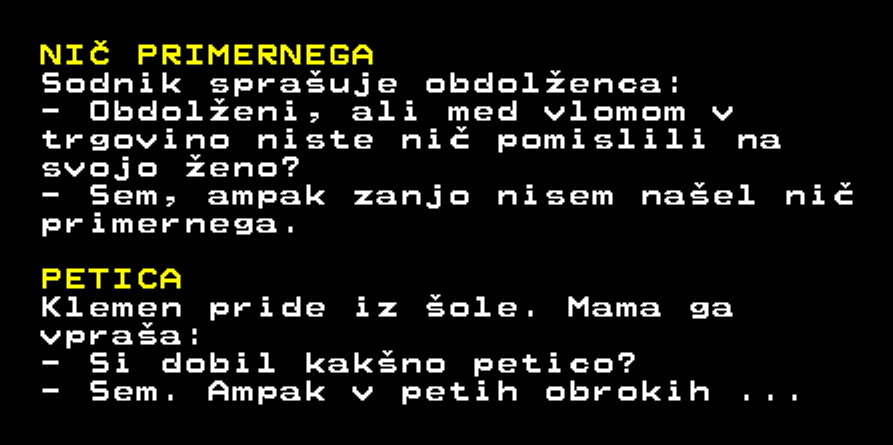 NIČ PRIMERNEGA
Sodnik sprašuje obdolženca:
- Obdolženi, ali med vlomom v
trgovino niste nič pomislili na
svojo ženo?
- Sem, ampak zanjo nisem našel nič
primernega.
PETICA
Klemen pride iz šole. Mama ga
vpraša:
- Si dobil kakšno petico?
- Sem. Ampak v petih obrokih ...